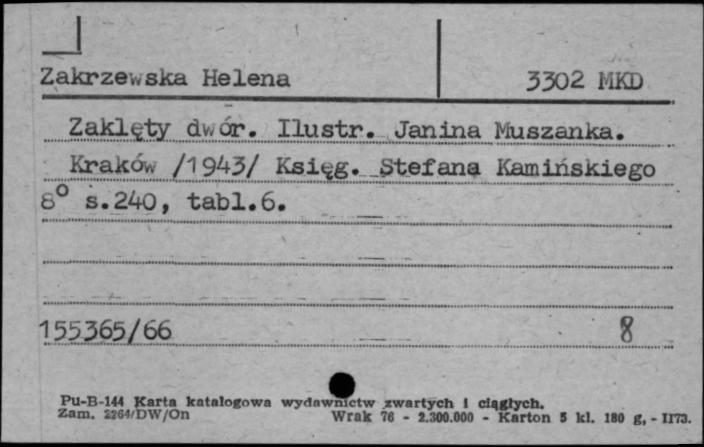 Zakrzewska Helena 3302 MKD
Zaklęty dwór. Ilustr. Janina Muszanka.
Kraków /1943/ Księg. Stefana Kamińskiego
8° s.240, tabl.6.
155365/66 8
Pu-B-144 Karta katalogowa wydawnictw zwartych i ciągłych.
Zam. 2264/DW/On Wrak 76 - 2.300.000 - Karton 5 kl. 180 g, - II73.